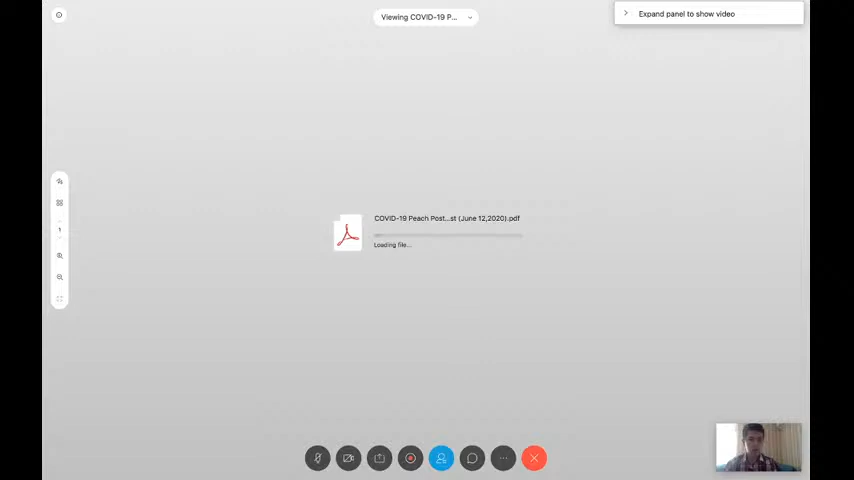 Viewing COVID-19 P...
Expand panel to show video
COVID-19 Peach Post...st (June 12,2020).pdf
Loading file...
1